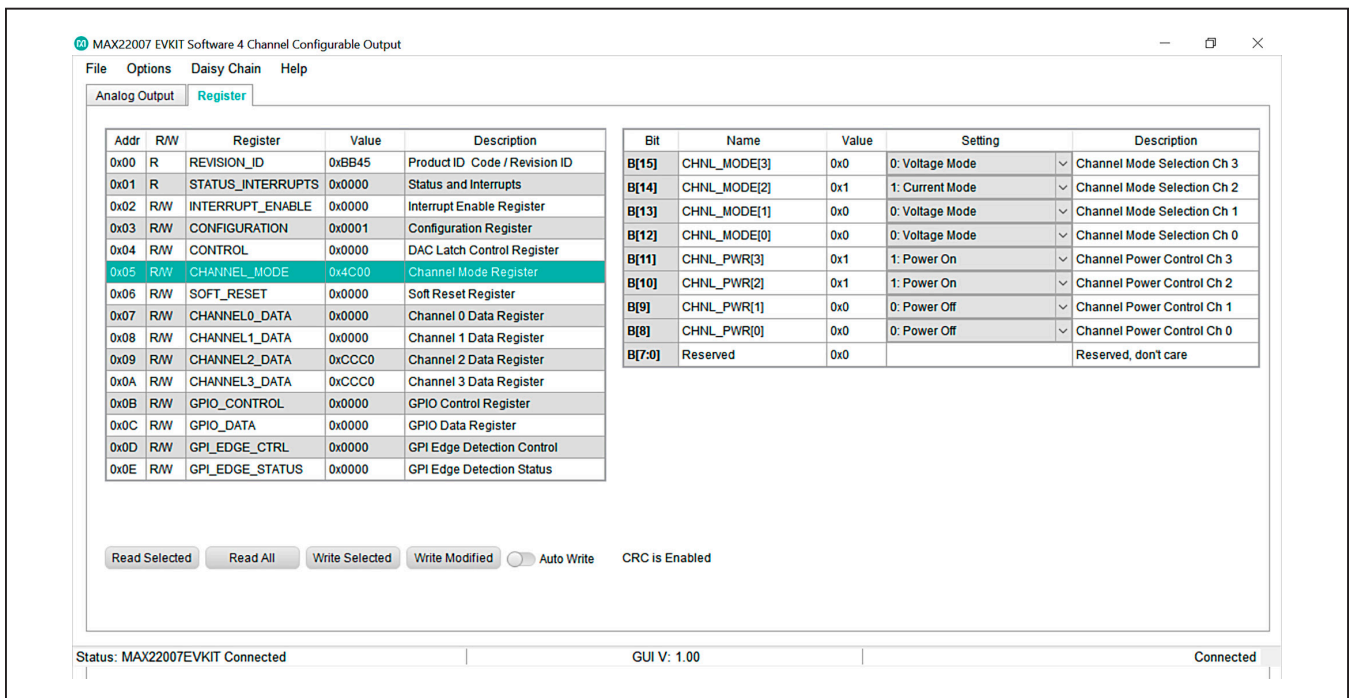 MAX22007 EVKIT Software 4 Channel Configurable Output
File Options Daisy Chain Help
Analog Output Register
Addr R/W Register Value Description
0x00 R REVISION_ID 0xBB45 Product ID Code / Revision ID
0x01 R STATUS_INTERRUPTS 0x0000 Status and Interrupts
0x02 R/W INTERRUPT_ENABLE 0x0000 Interrupt Enable Register
0x03 R/W CONFIGURATION 0x0001 Configuration Register
0x04 R/W CONTROL 0x0000 DAC Latch Control Register
0x05 R/W CHANNEL_MODE 0x4C00 Channel Mode Register
0x06 R/W SOFT_RESET 0x0000 Soft Reset Register
0x07 R/W CHANNEL0_DATA 0x0000 Channel 0 Data Register
0x08 R/W CHANNEL1_DATA 0x0000 Channel 1 Data Register
0x09 R/W CHANNEL2_DATA 0xCCC0 Channel 2 Data Register
0x0A R/W CHANNEL3_DATA 0xCCC0 Channel 3 Data Register
0x0B R/W GPIO_CONTROL 0x0000 GPIO Control Register
0x0C R/W GPIO_DATA 0x0000 GPIO Data Register
0x0D R/W GPI_EDGE_CTRL 0x0000 GPI Edge Detection Control
0x0E R/W GPI_EDGE_STATUS 0x0000 GPI Edge Detection Status
Bit Name Value Setting Description
B[15] CHNL_MODE[3] 0x0 0: Voltage Mode Channel Mode Selection Ch 3
B[14] CHNL_MODE[2] 0x1 1: Current Mode Channel Mode Selection Ch 2
B[13] CHNL_MODE[1] 0x0 0: Voltage Mode Channel Mode Selection Ch 1
B[12] CHNL_MODE[0] 0x0 0: Voltage Mode Channel Mode Selection Ch 0
B[11] CHNL_PWR[3] 0x1 1: Power On Channel Power Control Ch 3
B[10] CHNL_PWR[2] 0x1 1: Power On Channel Power Control Ch 2
B[9] CHNL_PWR[1] 0x0 0: Power Off Channel Power Control Ch 1
B[8] CHNL_PWR[0] 0x0 0: Power Off Channel Power Control Ch 0
B[7:0] Reserved 0x0 Reserved, don't care
Read Selected Read All Write Selected Write Modified Auto Write CRC is Enabled
Status: MAX22007EVKIT Connected GUI V: 1.00 Connected